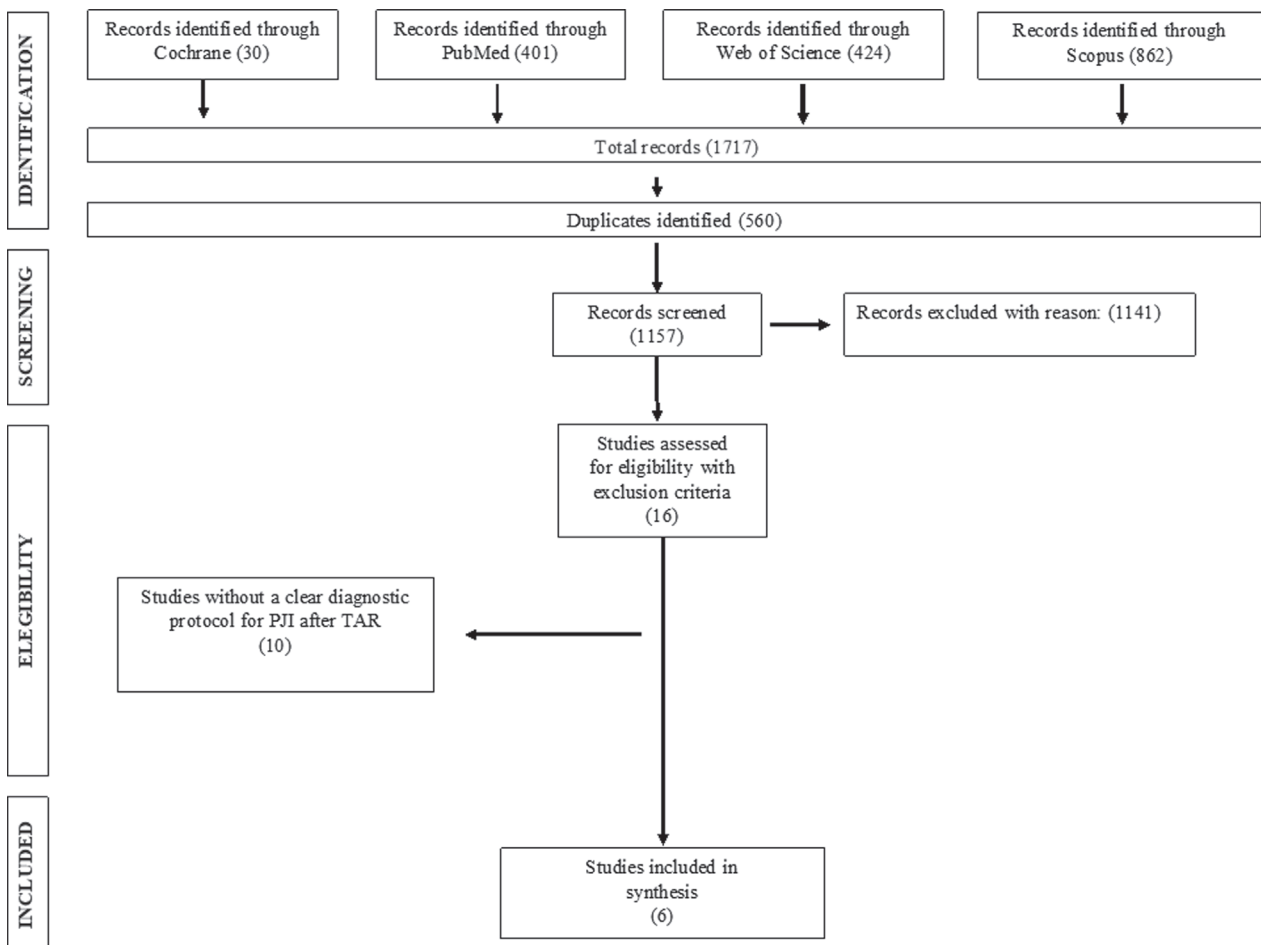 IDENTIFICATION
Records identified through
Cochrane (30)
Records identified through
PubMed (401)
Records identified through
Web of Science (424)
Records identified through
Scopus (862)
Total records (1717)
Duplicates identified (560)
SCREENING
Records screened
(1157)
Records excluded with reason: (1141)
ELEGIBILITY
Studies assessed
for eligibility with
exclusion criteria
(16)
Studies without a clear diagnostic
protocol for PJI after TAR
(10)
INCLUDED
Studies included in
synthesis
(6)